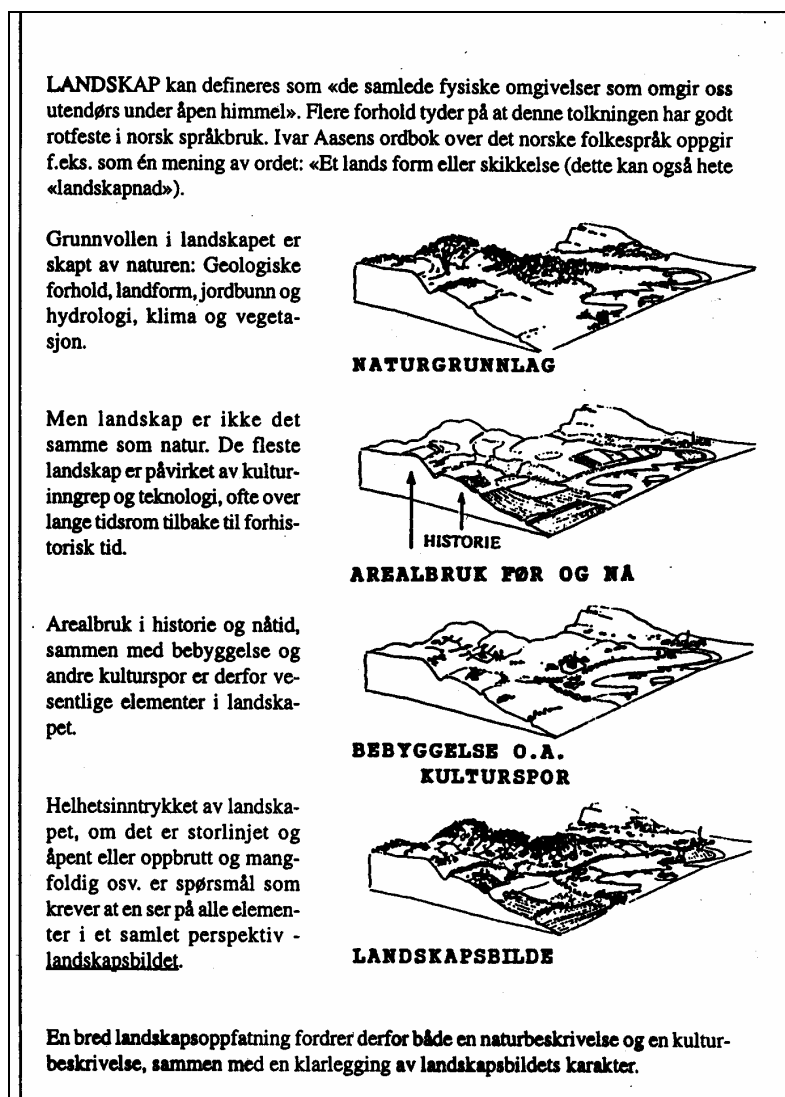 LANDSKAP kan defineres som «de samlede fysiske omgivelser som omgir oss
utendørs under åpen himmel». Flere forhold tyder på at denne tolkningen har godt
rotfeste i norsk språkbruk. Ivar Aasens ordbok over det norske folkespråk oppgir
f.eks. som én mening av ordet: «Et lands form eller skikkelse (dette kan også hete
«landskapnad»).
Grunnvollen i landskapet er
skapt av naturen: Geologiske
forhold, landform, jordbunn og
hydrologi, klima og vegeta-
sjon.
NATURGRUNNLAG
Men landskap er ikke det
samme som natur. De fleste
landskap er påvirket av kultur-
inngrep og teknologi, ofte over
lange tidsrom tilbake til forhis-
torisk tid.
HISTORIE
AREALBRUK FØR OG NÅ
Arealbruk i historie og nåtid,
sammen med bebyggelse og
andre kulturspor er derfor ve-
sentlige elementer i landska-
pet.
BEBYGGELSE O.A.
KULTURSPOR
Helhetsinntrykket av landska-
pet, om det er storlinjet og
åpent eller oppbrutt og mang-
foldig osv. er spørsmål som
krever at en ser på alle elemen-
ter i et samlet perspektiv -
landskapsbildet.
LANDSKAPSBILDE
En bred landskapsoppfatning fordrer derfor både en naturbeskrivelse og en kultur-
beskrivelse, sammen med en klarlegging av landskapsbildets karakter.